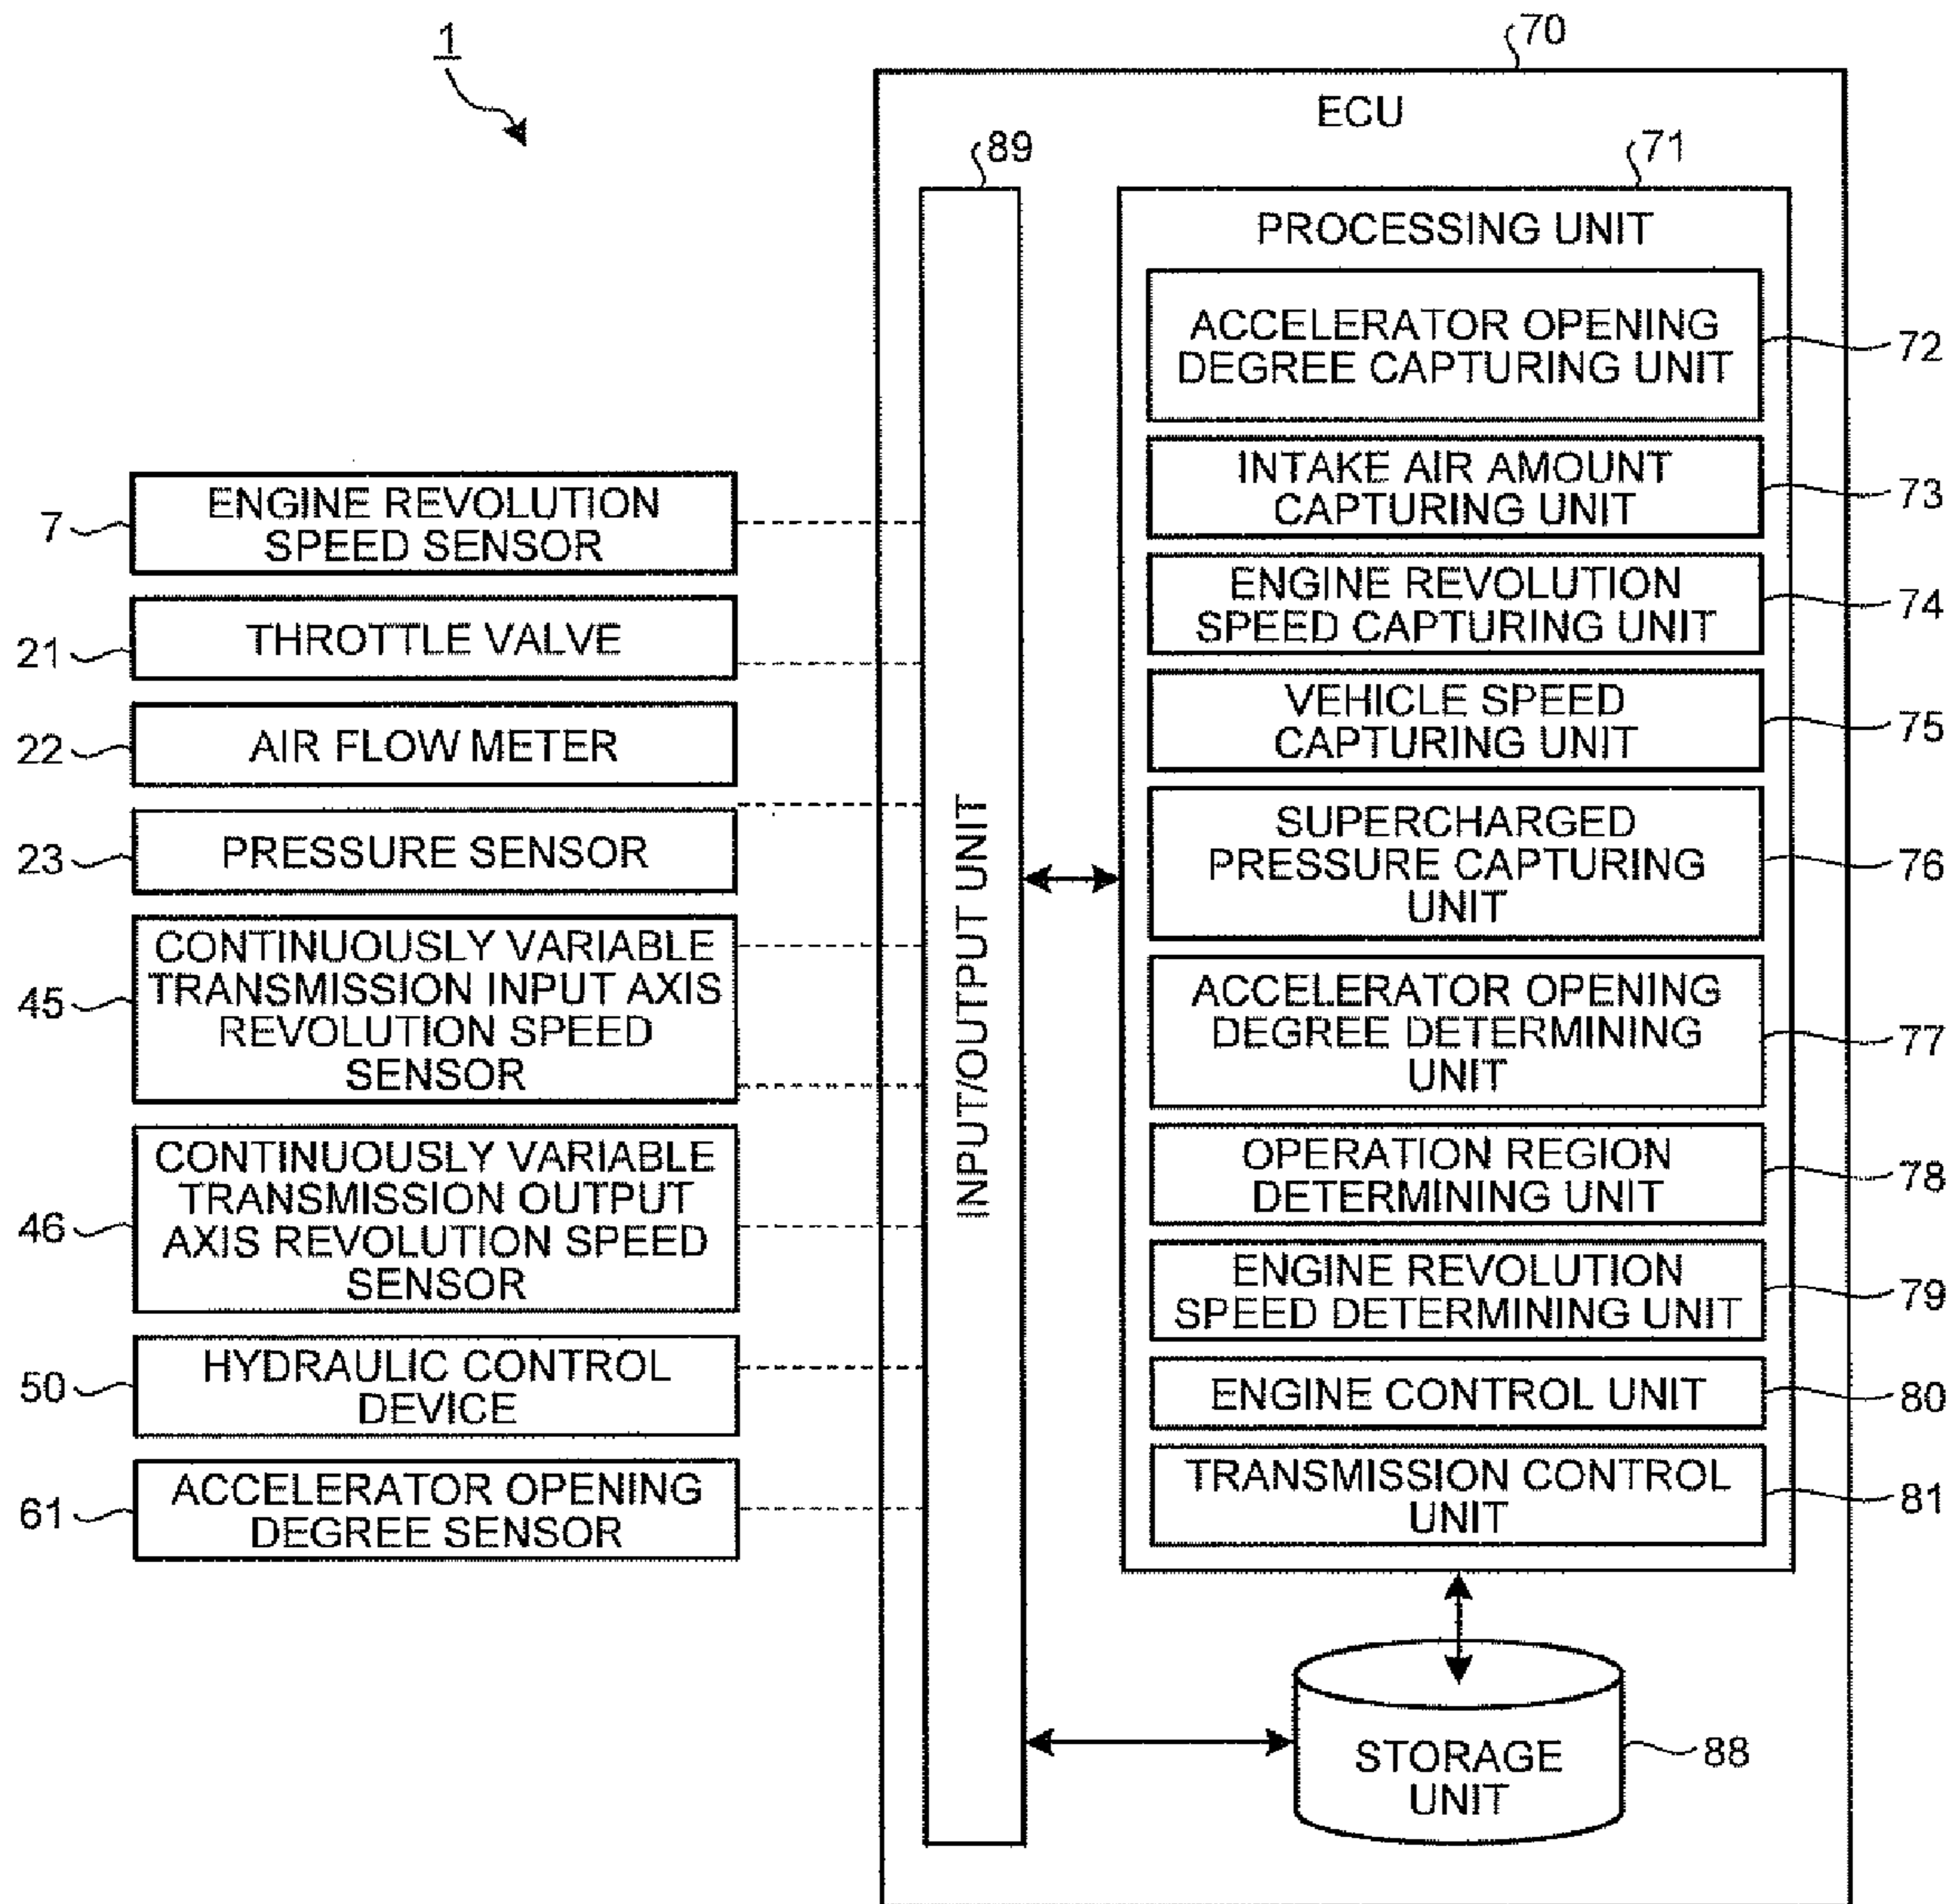 1
70
ECU
89
71
PROCESSING UNIT
ACCELERATOR OPENING
DEGREE CAPTURING UNIT
72
INTAKE AIR AMOUNT
CAPTURING UNIT
73
ENGINE REVOLUTION
SPEED CAPTURING UNIT
74
VEHICLE SPEED
CAPTURING UNIT
75
SUPERCHARGED
PRESSURE CAPTURING
UNIT
76
ACCELERATOR OPENING
DEGREE DETERMINING
UNIT
77
OPERATION REGION
DETERMINING UNIT
78
ENGINE REVOLUTION
SPEED DETERMINING UNIT
79
ENGINE CONTROL UNIT
80
TRANSMISSION CONTROL
UNIT
81
INPUT/OUTPUT UNIT
STORAGE
UNIT
88
7
ENGINE REVOLUTION
SPEED SENSOR
21
THROTTLE VALVE
22
AIR FLOW METER
23
PRESSURE SENSOR
45
CONTINUOUSLY VARIABLE
TRANSMISSION INPUT AXIS
REVOLUTION SPEED
SENSOR
46
CONTINUOUSLY VARIABLE
TRANSMISSION OUTPUT
AXIS REVOLUTION SPEED
SENSOR
50
HYDRAULIC CONTROL
DEVICE
61
ACCELERATOR OPENING
DEGREE SENSOR